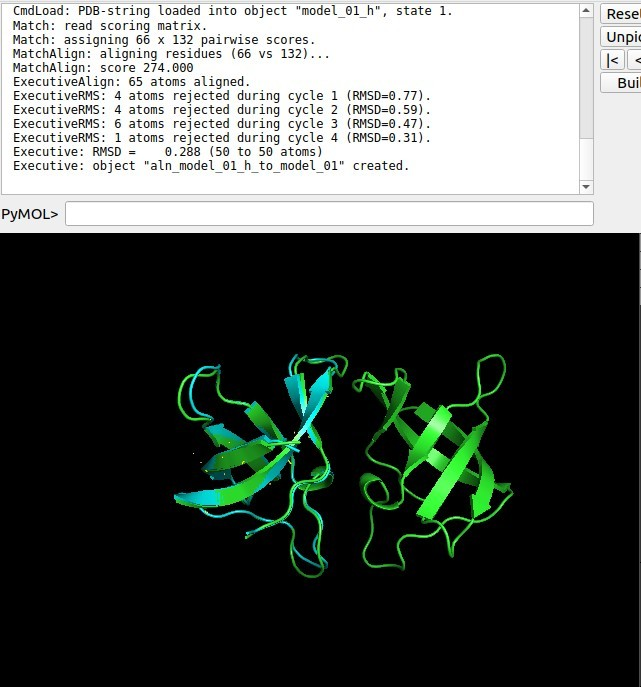 CmdLoad: PDB-string loaded into object "model_01_h", state 1.
Match: read scoring matrix.
Match: assigning 66 x 132 pairwise scores.
MatchAlign: aligning residues (66 vs 132)...
MatchAlign: score 274.000
ExecutiveAlign: 65 atoms aligned.
ExecutiveRMS: 4 atoms rejected during cycle 1 (RMSD=0.77).
ExecutiveRMS: 4 atoms rejected during cycle 2 (RMSD=0.59).
ExecutiveRMS: 6 atoms rejected during cycle 3 (RMSD=0.47).
ExecutiveRMS: 1 atoms rejected during cycle 4 (RMSD=0.31).
Executive: RMSD =    0.288 (50 to 50 atoms)
Executive: object "aln_model_01_h_to_model_01" created.
Rese
Unpi
|< <
Buil
PyMOL>